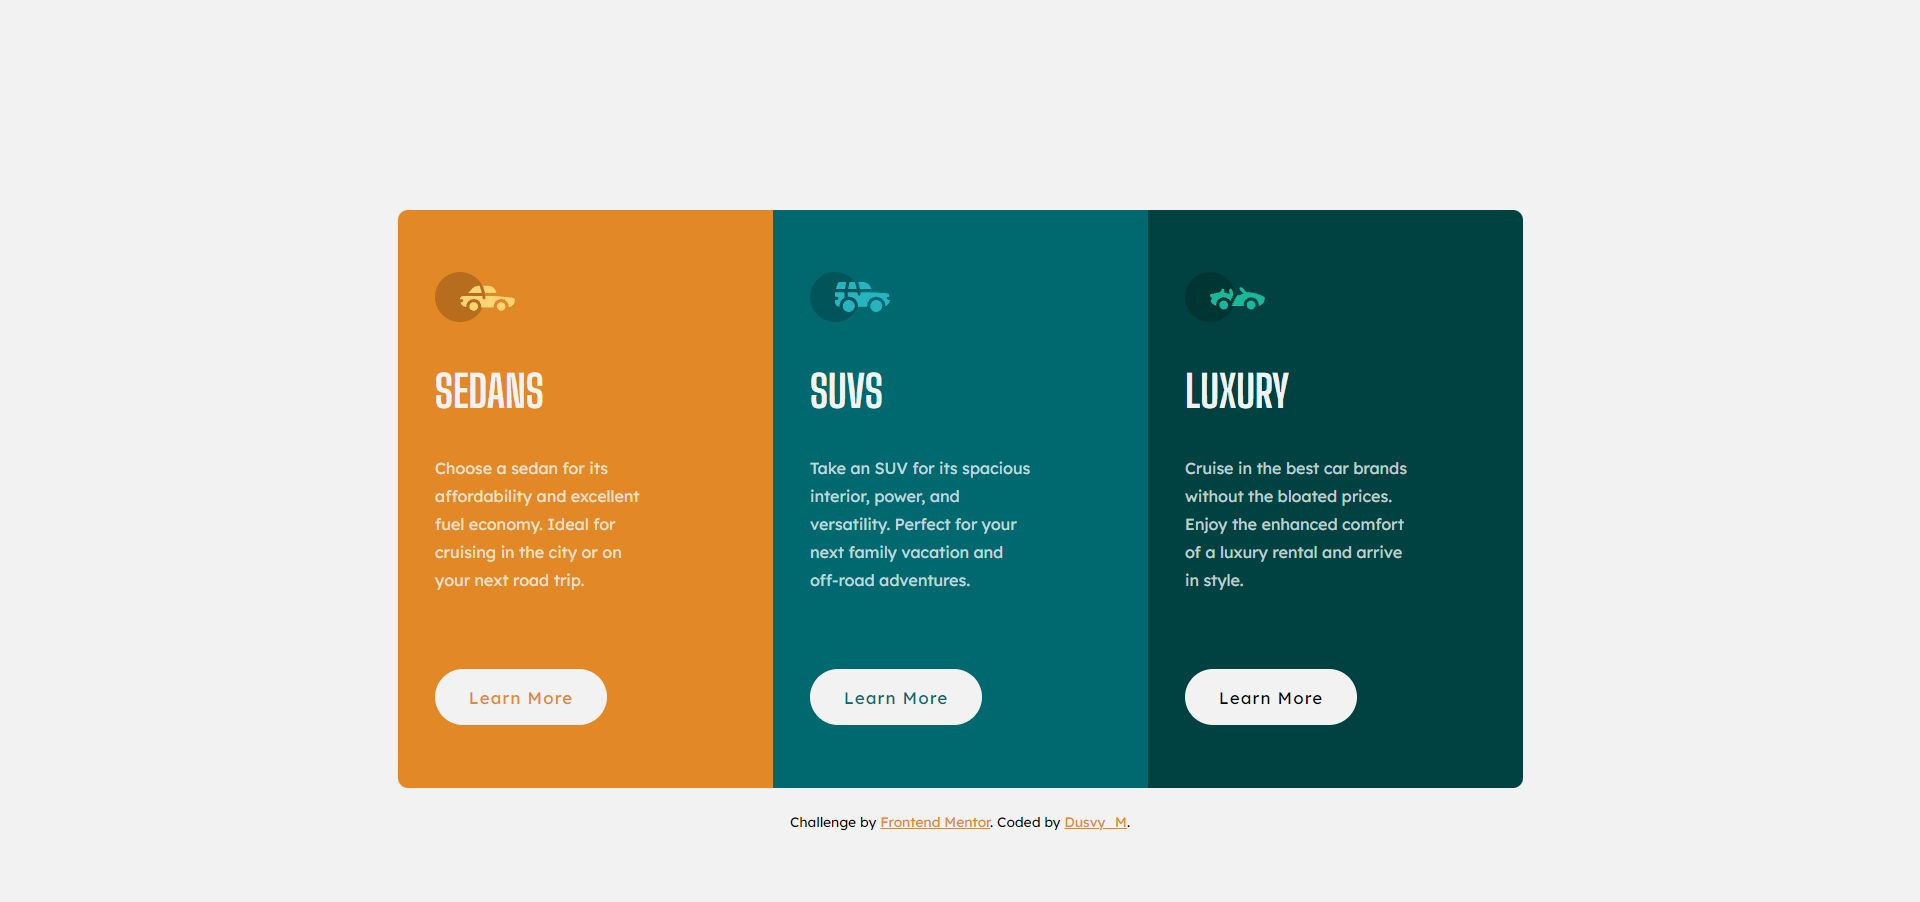 SEDANS
Choose a sedan for its
affordability and excellent
fuel economy. Ideal for
cruising in the city or on
your next road trip.
Learn More
SUVS
Take an SUV for its spacious
interior, power, and
versatility. Perfect for your
next family vacation and
off-road adventures.
Learn More
LUXURY
Cruise in the best car brands
without the bloated prices.
Enjoy the enhanced comfort
of a luxury rental and arrive
in style.
Learn More
Challenge by Frontend Mentor. Coded by Dusvy_M.